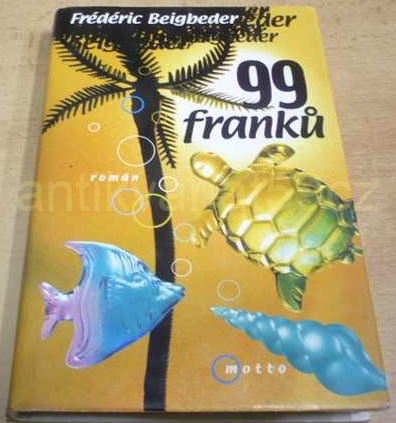 Frédéric Beigbeder
99
franků
román
motto